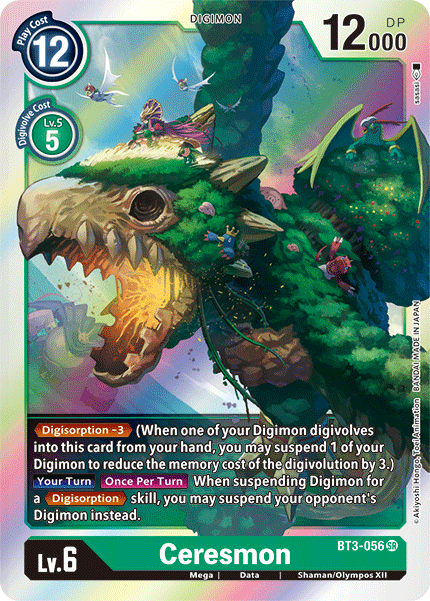 Play Cost
12
DIGIMON
DP
12000
Digivolve Cost
Lv.5
5
sasasi
Digisorption -3 (When one of your Digimon digivolves
into this card from your hand, you may suspend 1 of your
Digimon to reduce the memory cost of the digivolution by 3.)
Your Turn Once Per Turn When suspending Digimon for
a Digisorption skill, you may suspend your opponent's
Digimon instead.
© Akiyoshi Hongo, Toei Animation BANDAI MADE IN JAPAN
Lv.6
Ceresmon
BT3-056 SR
Mega | Data | Shaman/Olympos XII